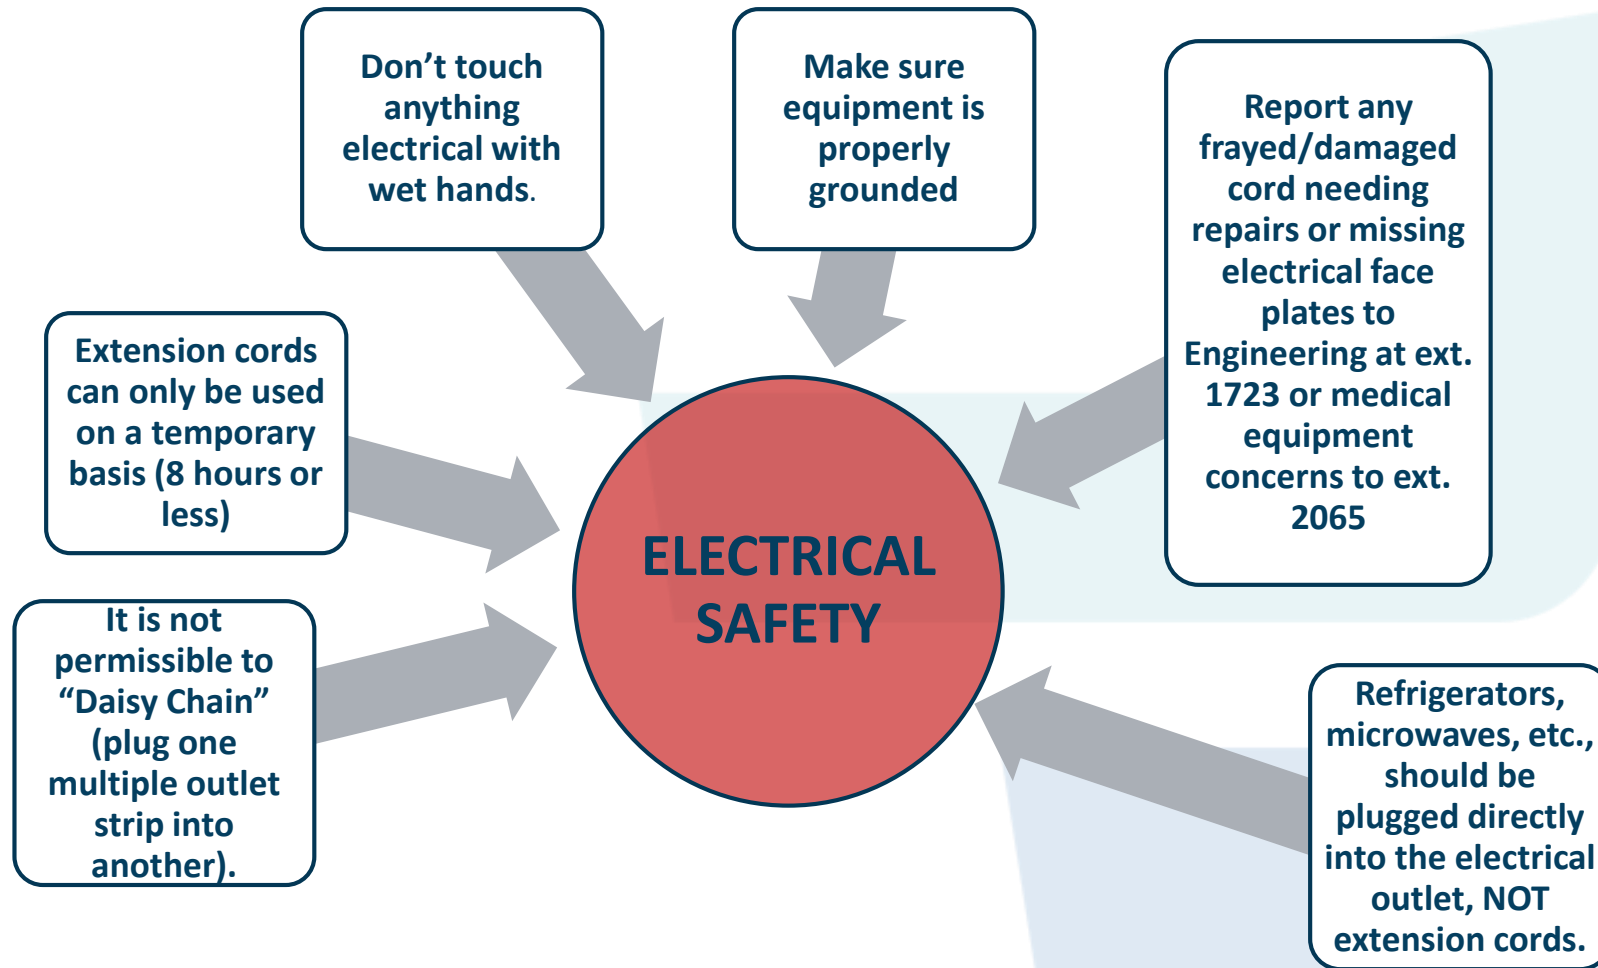 Don’t touch
anything
electrical with
wet hands.
Make sure
equipment is
properly
grounded
Report any
frayed/damaged
cord needing
repairs or missing
electrical face
plates to
Engineering at ext.
1723 or medical
equipment
concerns to ext.
2065
Extension cords
can only be used
on a temporary
basis (8 hours or
less)
ELECTRICAL
SAFETY
It is not
permissible to
“Daisy Chain”
(plug one
multiple outlet
strip into
another).
Refrigerators,
microwaves, etc.,
should be
plugged directly
into the electrical
outlet, NOT
extension cords.